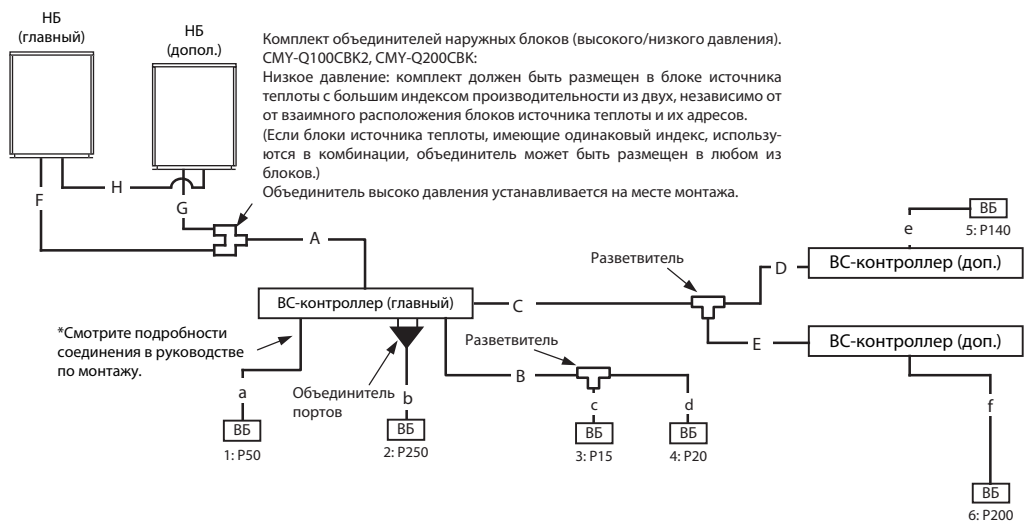 НБ
(главный)
НБ
(допол.)
Комплект объединителей наружных блоков (высокого/низкого давления).
CMY-Q100CBK2, CMY-Q200CBK:
Низкое давление: комплект должен быть размещен в блоке источника
теплоты с большим индексом производительности из двух, независимо от
от взаимного расположения блоков источника теплоты и их адресов.
(Если блоки источника теплоты, имеющие одинаковый индекс, использу-
ются в комбинации, объединитель может быть размещен в любом из
блоков.)
Объединитель высоко давления устанавливается на месте монтажа.
F
H
G
A
ВС-контроллер (главный)
C
Разветвитель
D
ВС-контроллер (доп.)
e
ВБ
5: P140
E
ВС-контроллер (доп.)
*Смотрите подробности
соединения в руководстве
по монтажу.
Объединитель
портов
Разветвитель
B
a
ВБ
1: P50
b
ВБ
2: P250
c
ВБ
3: P15
d
ВБ
4: P20
f
ВБ
6: P200